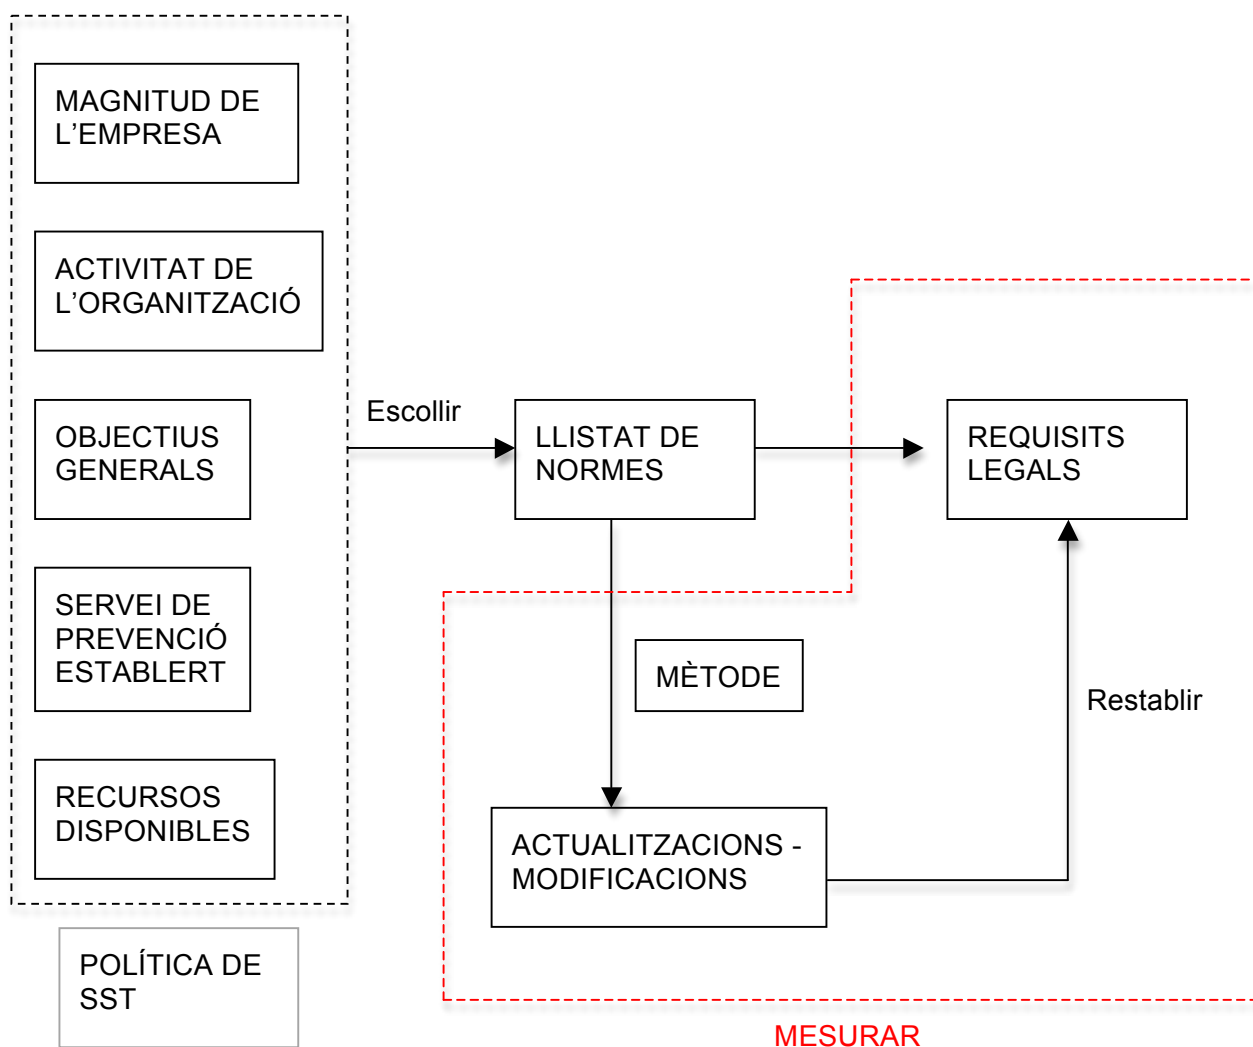 MAGNITUD DE
L’EMPRESA
ACTIVITAT DE
L’ORGANITZACIÓ
OBJECTIUS
GENERALS
SERVEI DE
PREVENCIÓ
ESTABLERT
RECURSOS
DISPONIBLES
POLÍTICA DE
SST
Escollir
LLISTAT DE
NORMES
REQUISITS
LEGALS
MÈTODE
Restablir
ACTUALITZACIONS -
MODIFICACIONS
MESURAR